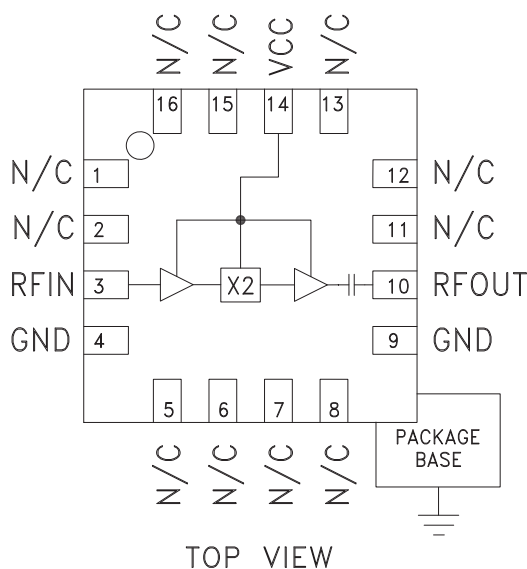 N/C N/C VCC N/C
16 15 14 13
N/C 1 12 N/C
N/C 2 11 N/C
RFIN 3 X2 10 RFOUT
GND 4 9 GND
5 6 7 8
N/C N/C N/C N/C
PACKAGE
BASE
TOP VIEW